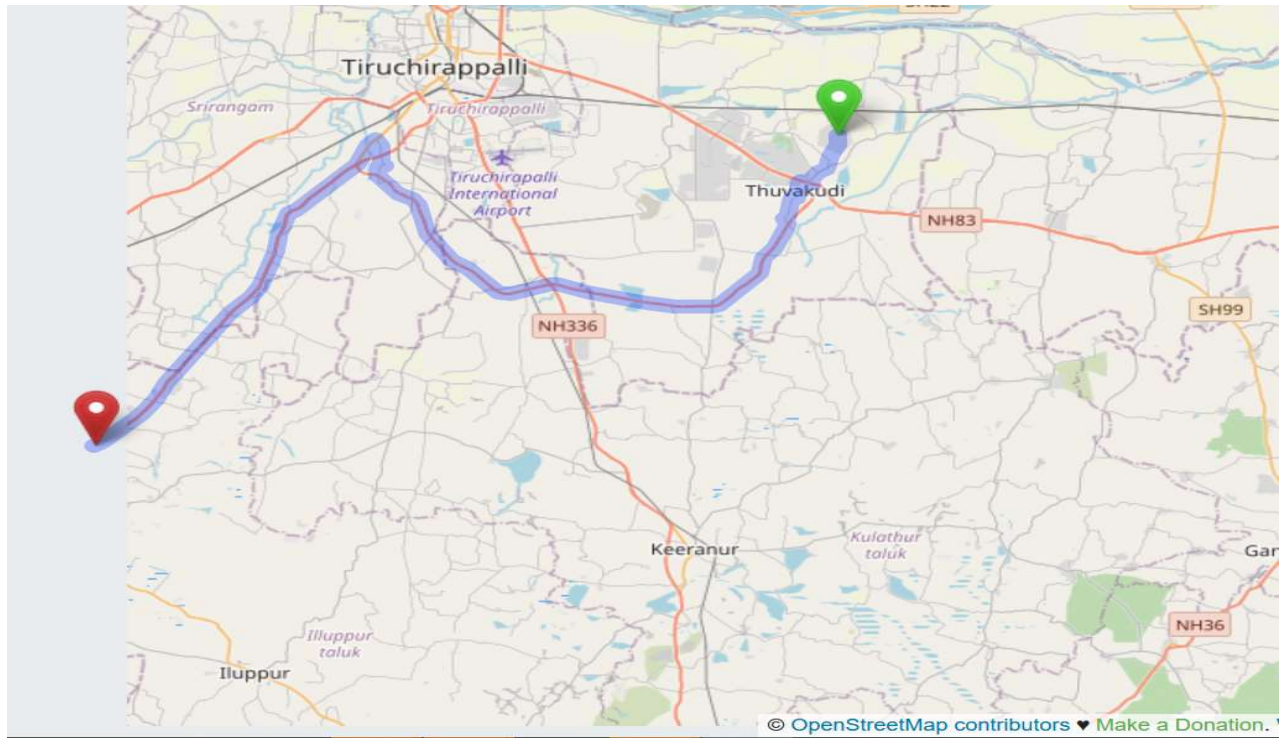 Tiruchirappalli
Srirangam
Tiruchirappalli
Tiruchirapalli
International
Airport
Thuvakudi
NH83
SH99
NH336
Keeranur
Kulathur
taluk
Gar
NH36
Illuppur
taluk
Iluppur
© OpenStreetMap contributors ♥ Make a Donation.